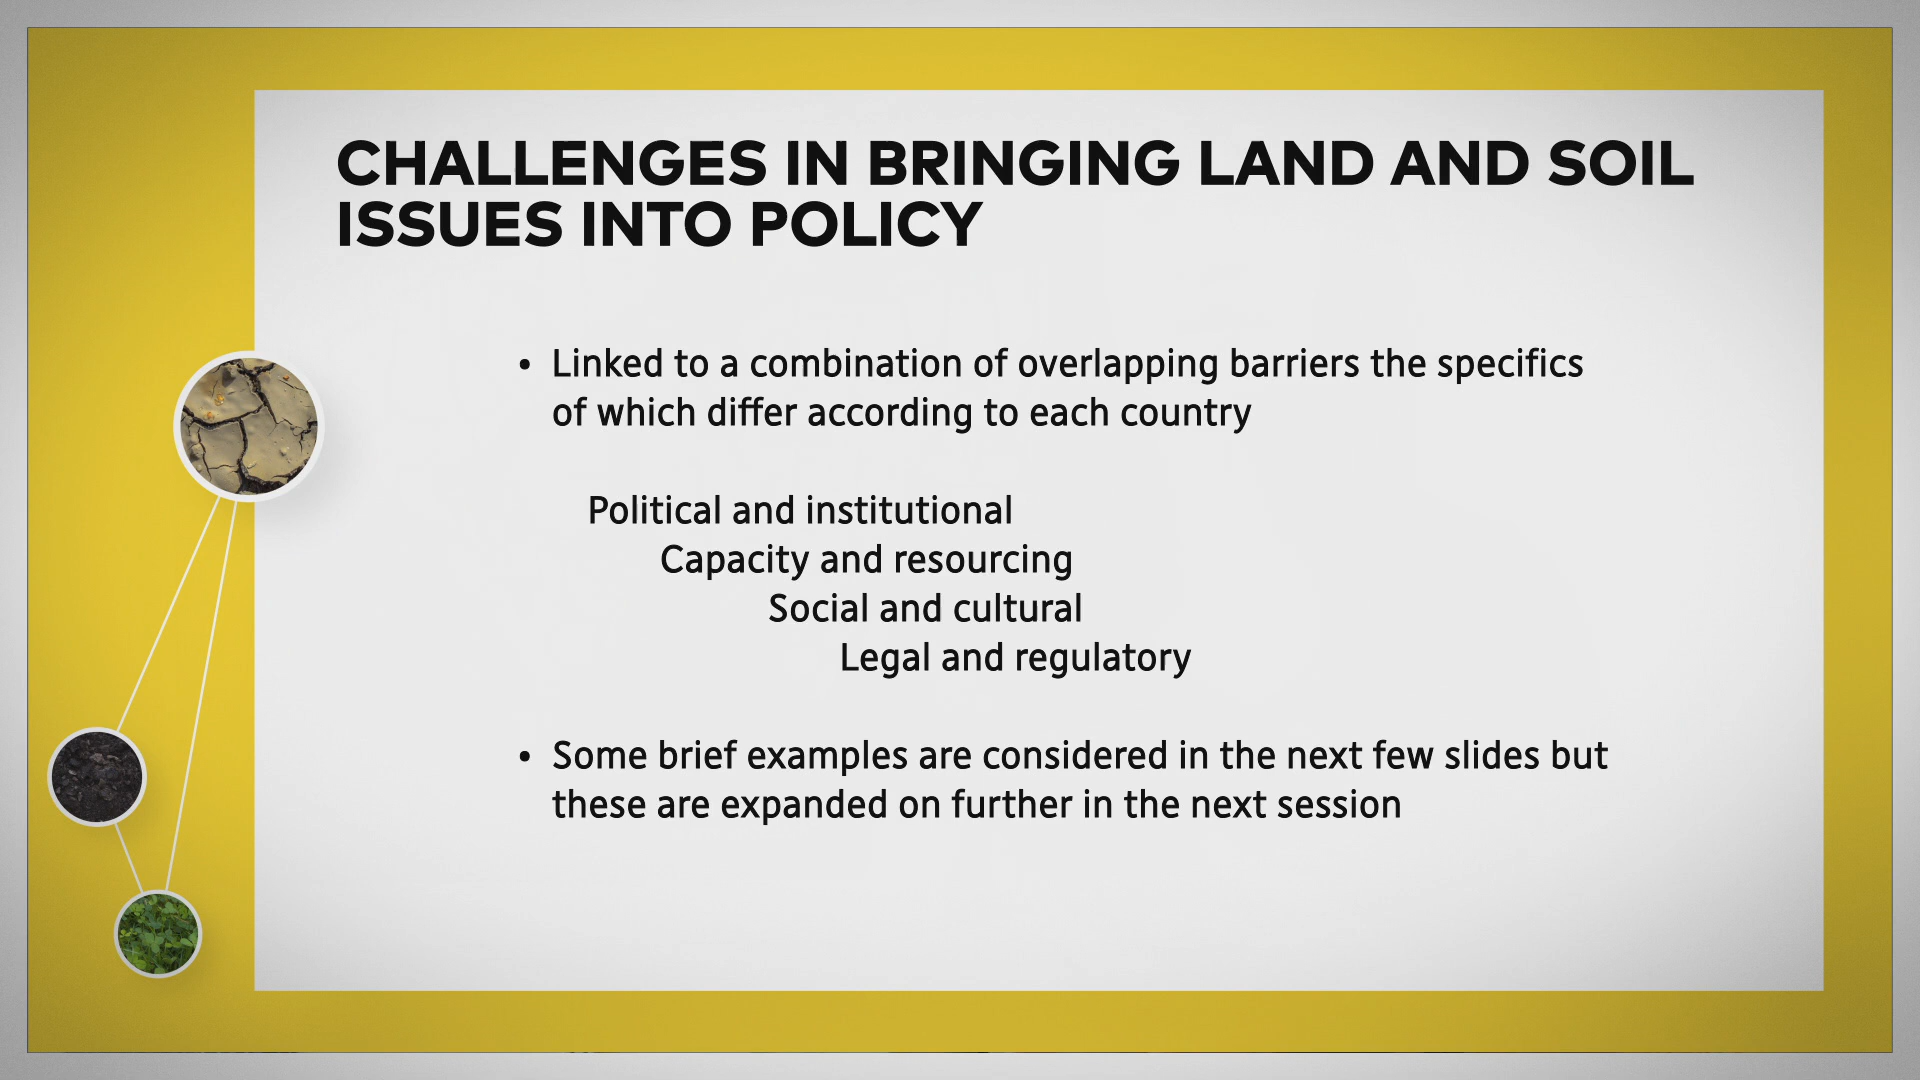 CHALLENGES IN BRINGING LAND AND SOIL
ISSUES INTO POLICY
• Linked to a combination of overlapping barriers the specifics
of which differ according to each country
Political and institutional
Capacity and resourcing
Social and cultural
Legal and regulatory
• Some brief examples are considered in the next few slides but
these are expanded on further in the next session